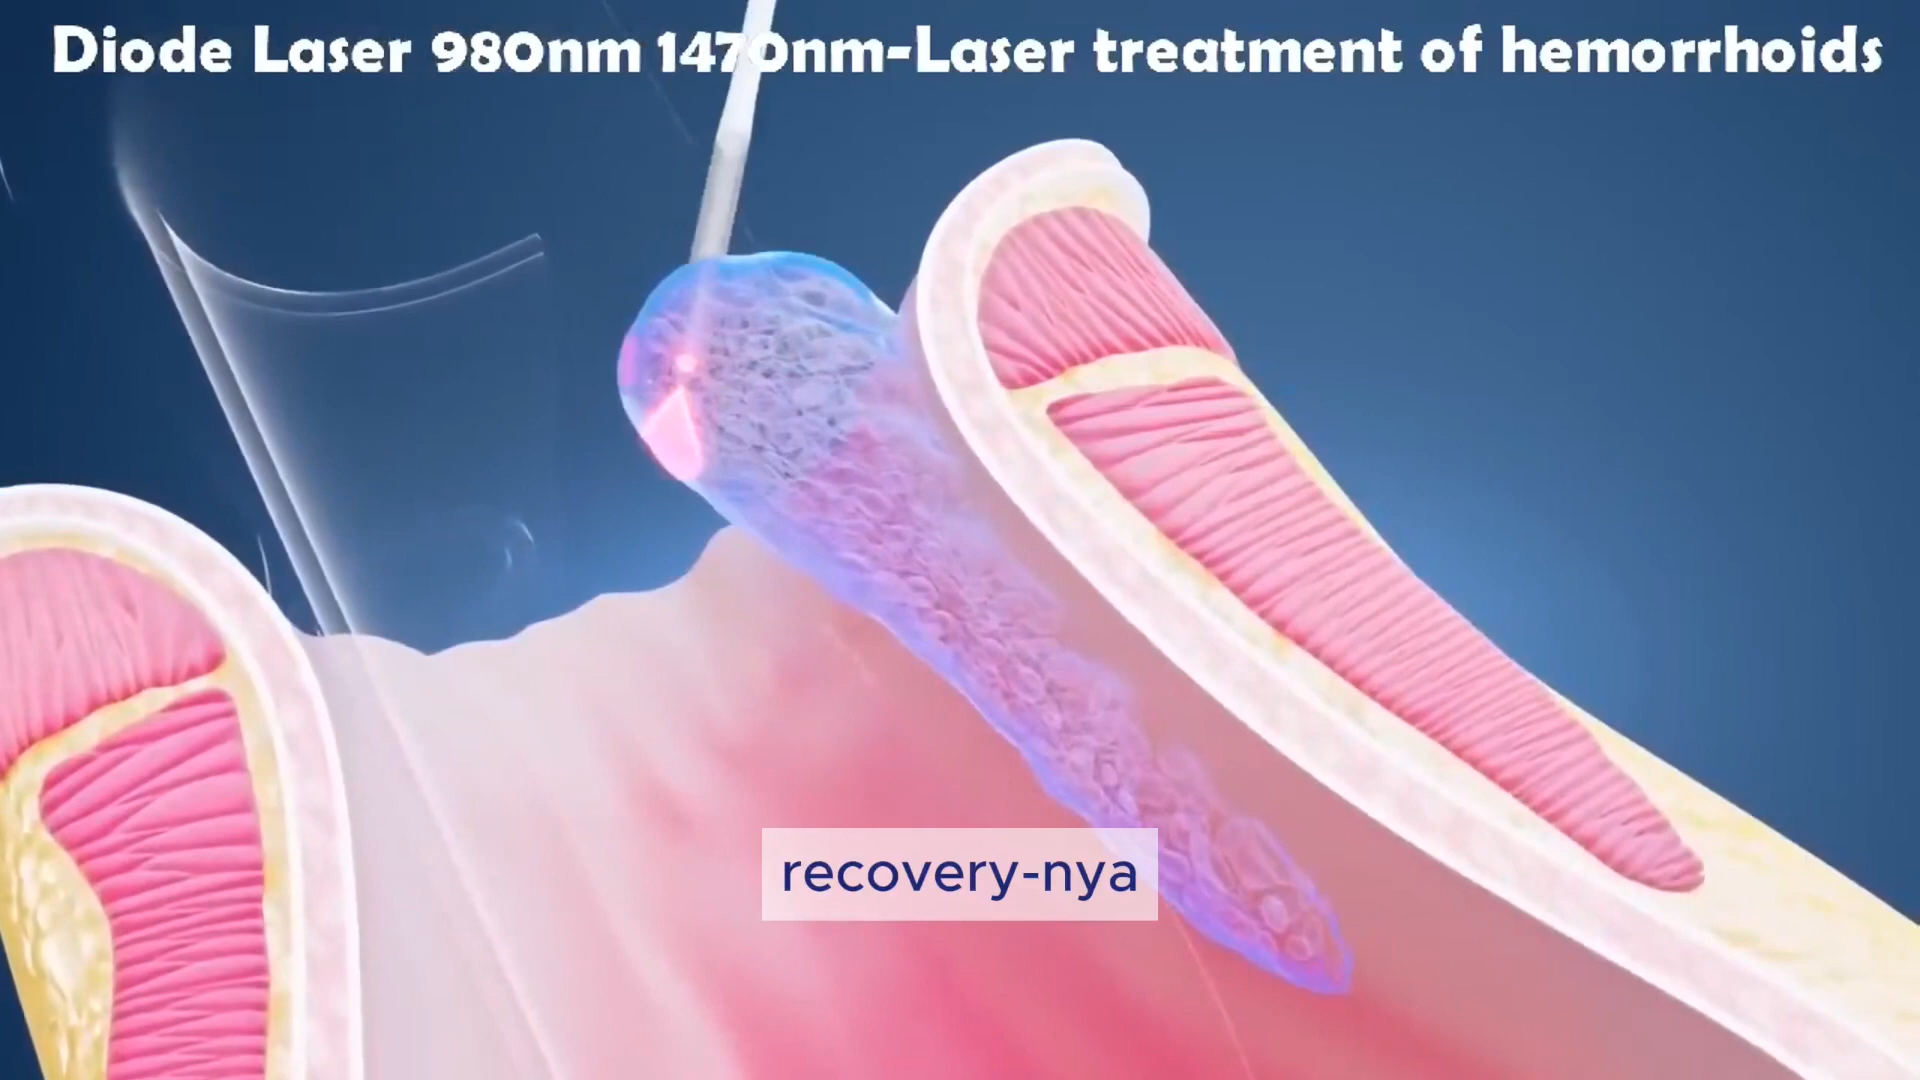 Diode Laser 980nm 1470nm-Laser treatment of hemorrhoids
recovery-nya